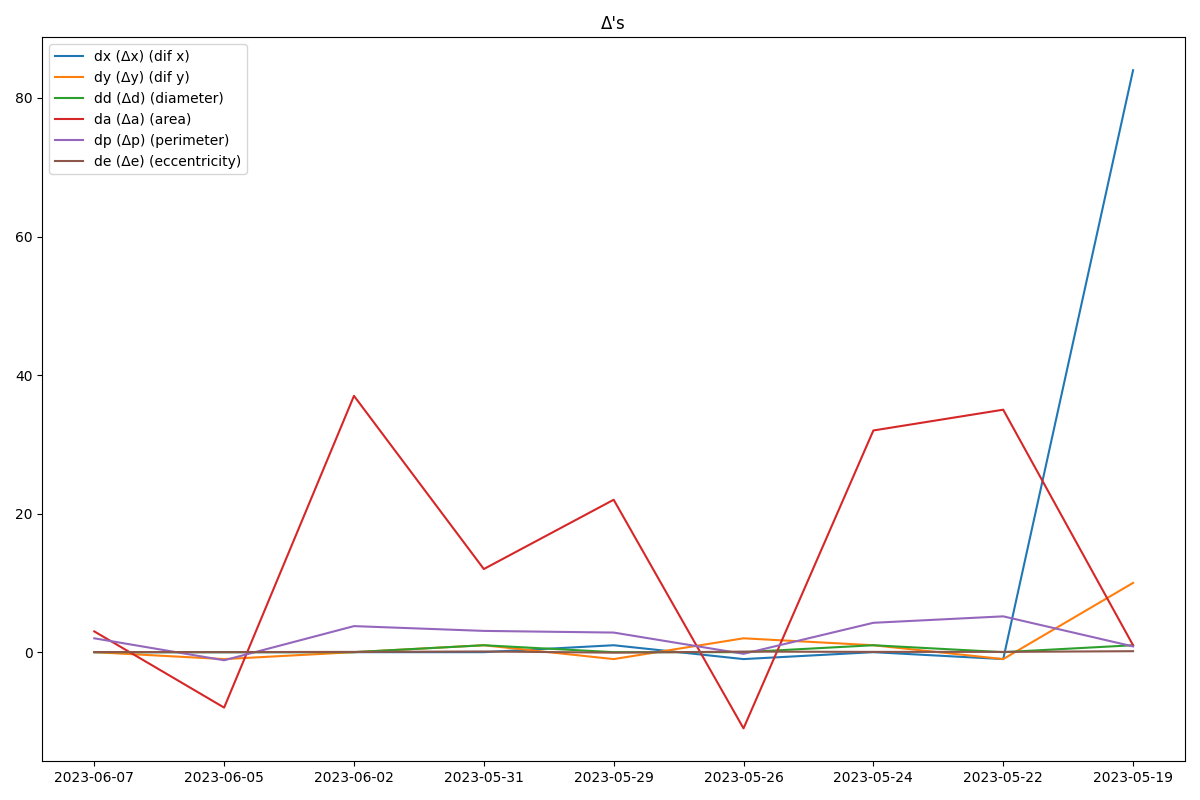 Δ's
dx (Δx) (dif x)
dy (Δy) (dif y)
dd (Δd) (diameter)
da (Δa) (area)
dp (Δp) (perimeter)
de (Δe) (eccentricity)
80
60
40
20
0
2023-06-07 2023-06-05 2023-06-02 2023-05-31 2023-05-29 2023-05-26 2023-05-24 2023-05-22 2023-05-19